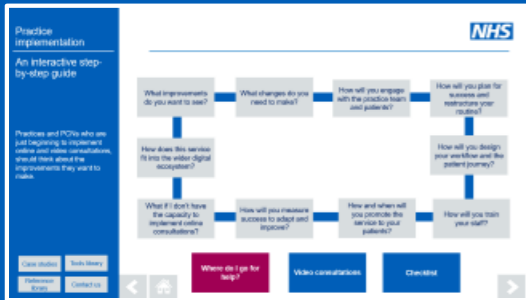 Practice
implementation
An interactive step-
by-step guide
Practices and PCNs who are
just beginning to implement
online and video consultations,
should think about the
improvements they want to
make.
Case studies
Tools library
Reference
library
Contact us
NHS
What improvements
do you want to see?
What changes do you
need to make?
How will you engage
with the practice team
and patients?
How will you plan for
success and
restructure your
routine?
How does this service
fit into the wider digital
ecosystem?
How will you design
your workflow and the
patient journey?
What if I don't have
the capacity to
implement online
consultations?
How will you measure
success to adapt and
improve?
How and when will
you promote the
service to your
patients?
How will you train
your staff?
Where do I go for
help?
Video consultations
Checklist